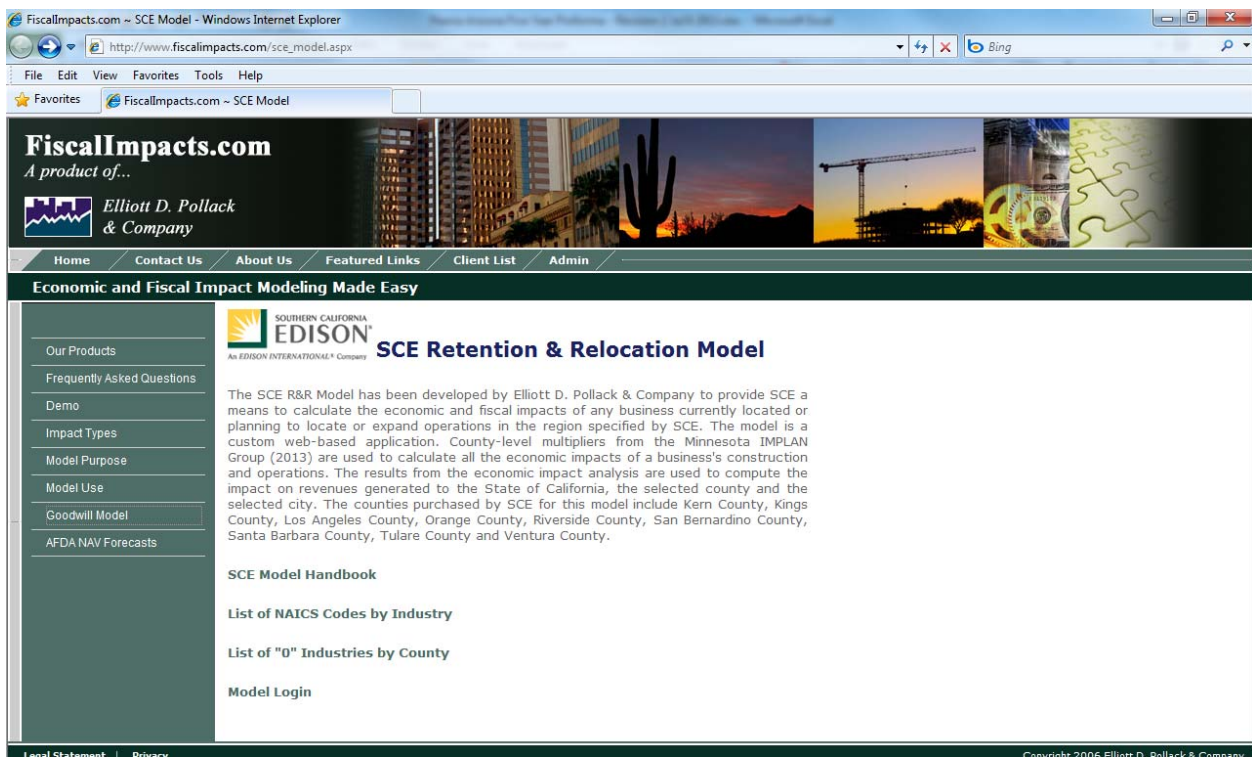 FiscalImpacts.com ~ SCE Model - Windows Internet Explorer
http://www.fiscalimpacts.com/sce_model.aspx
Bing
File Edit View Favorites Tools Help
Favorites FiscalImpacts.com ~ SCE Model
FiscalImpacts.com
A product of...
Elliott D. Pollack
& Company
Home Contact Us About Us Featured Links Client List Admin
Economic and Fiscal Impact Modeling Made Easy
Our Products
Frequently Asked Questions
Demo
Impact Types
Model Purpose
Model Use
Goodwill Model
AFDA NAV Forecasts
SOUTHERN CALIFORNIA
EDISON®
An EDISON INTERNATIONAL® Company
SCE Retention & Relocation Model
The SCE R&R Model has been developed by Elliott D. Pollack & Company to provide SCE a
means to calculate the economic and fiscal impacts of any business currently located or
planning to locate or expand operations in the region specified by SCE. The model is a
custom web-based application. County-level multipliers from the Minnesota IMPLAN
Group (2013) are used to calculate all the economic impacts of a business's construction
and operations. The results from the economic impact analysis are used to compute the
impact on revenues generated to the State of California, the selected county and the
selected city. The counties purchased by SCE for this model include Kern County, Kings
County, Los Angeles County, Orange County, Riverside County, San Bernardino County,
Santa Barbara County, Tulare County and Ventura County.
SCE Model Handbook
List of NAICS Codes by Industry
List of "0" Industries by County
Model Login
Legal Statement | Privacy
Copyright 2006 Elliott D. Pollack & Company